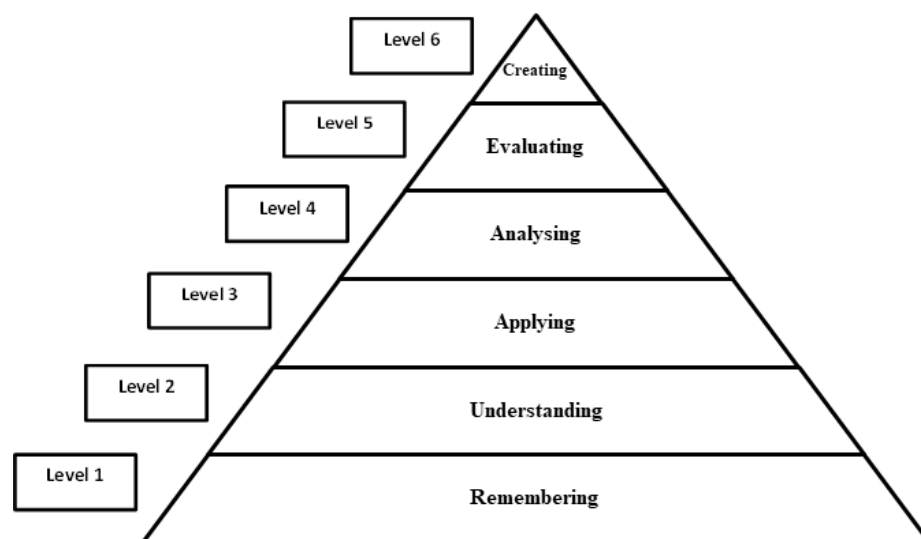 Level 6
Creating
Level 5
Evaluating
Level 4
Analysing
Level 3
Applying
Level 2
Understanding
Level 1
Remembering